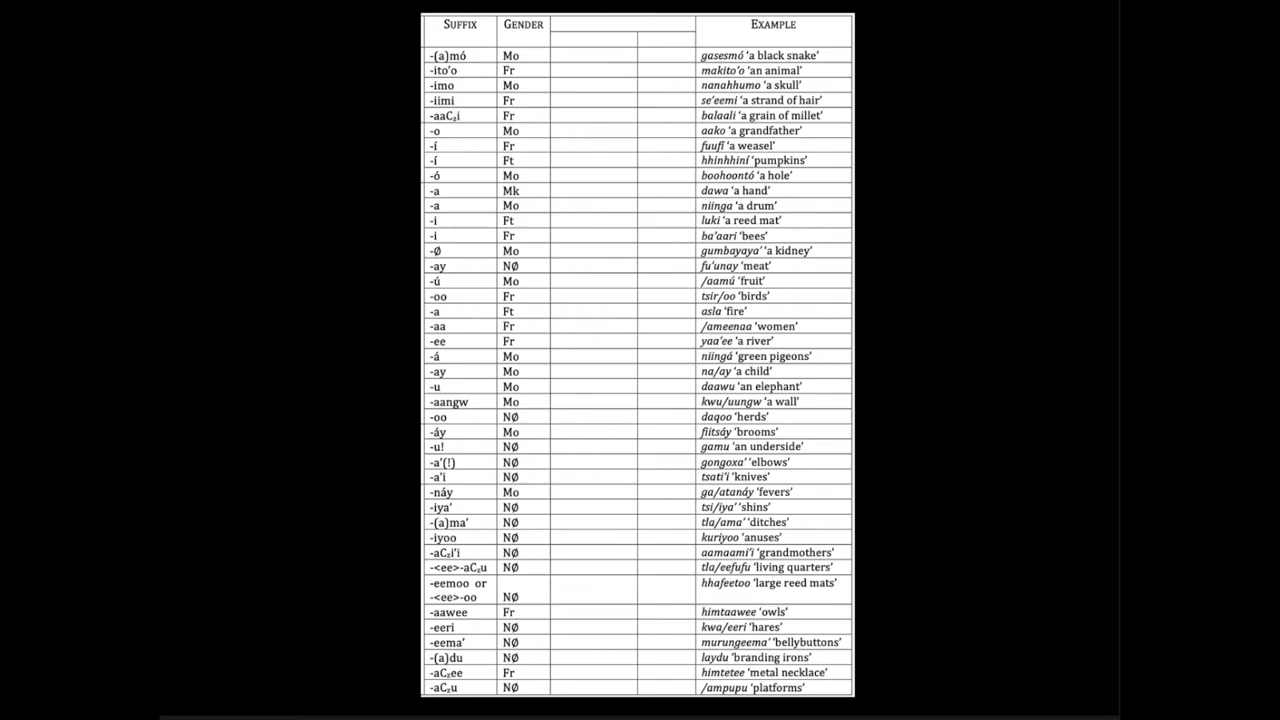 SUFFIX GENDER EXAMPLE
-(a)mó Mo gasesmó ‘a black snake’
-ito’o Fr makito’o ‘an animal’
-imo Mo nanahhumo ‘a skull’
-iimi Fr se’eemi ‘a strand of hair’
-aaC₂i Fr balaali ‘a grain of millet’
-o Mo aako ‘a grandfather’
-í Fr fuufí ‘a weasel’
-í Ft hhinhhiní ‘pumpkins’
-ó Mo boohoontó ‘a hole’
-a Mk dawa ‘a hand’
-a Mo niinga ‘a drum’
-i Ft luki ‘a reed mat’
-i Fr ba’aari ‘bees’
-Ø Mo gumbayaya’ ‘a kidney’
-ay NØ fu’unay ‘meat’
-ú Mo /aamú ‘fruit’
-oo Fr tsir/oo ‘birds’
-a Ft asla ‘fire’
-aa Fr /ameenaa ‘women’
-ee Fr yaa’ee ‘a river’
-á Mo niingá ‘green pigeons’
-ay Mo na/ay ‘a child’
-u Mo daawu ‘an elephant’
-aangw Mo kwu/uungw ‘a wall’
-oo NØ daqoo ‘herds’
-áy Mo fiitsáy ‘brooms’
-u! NØ gamu ‘an underside’
-a’(!) NØ gongoxa’ ‘elbows’
-a’i NØ tsati’i ‘knives’
-náy Mo ga/atanáy ‘fevers’
-iya’ NØ tsi/iya’ ‘shins’
-(a)ma’ NØ tla/ama’ ‘ditches’
-iyoo NØ kuriyoo ‘anuses’
-aC₂i’i NØ aamaami’i ‘grandmothers’
-<ee>-aC₂u NØ tla/eefufu ‘living quarters’
-eemoo or hhafeetoo ‘large reed mats’
-<ee>-oo NØ
-aawee Fr himtaawee ‘owls’
-eeri NØ kwa/eeri ‘hares’
-eema’ NØ murungeema’ ‘bellybuttons’
-(a)du NØ laydu ‘branding irons’
-aC₂ee Fr himtetee ‘metal necklace’
-aC₂u NØ /ampupu ‘platforms’